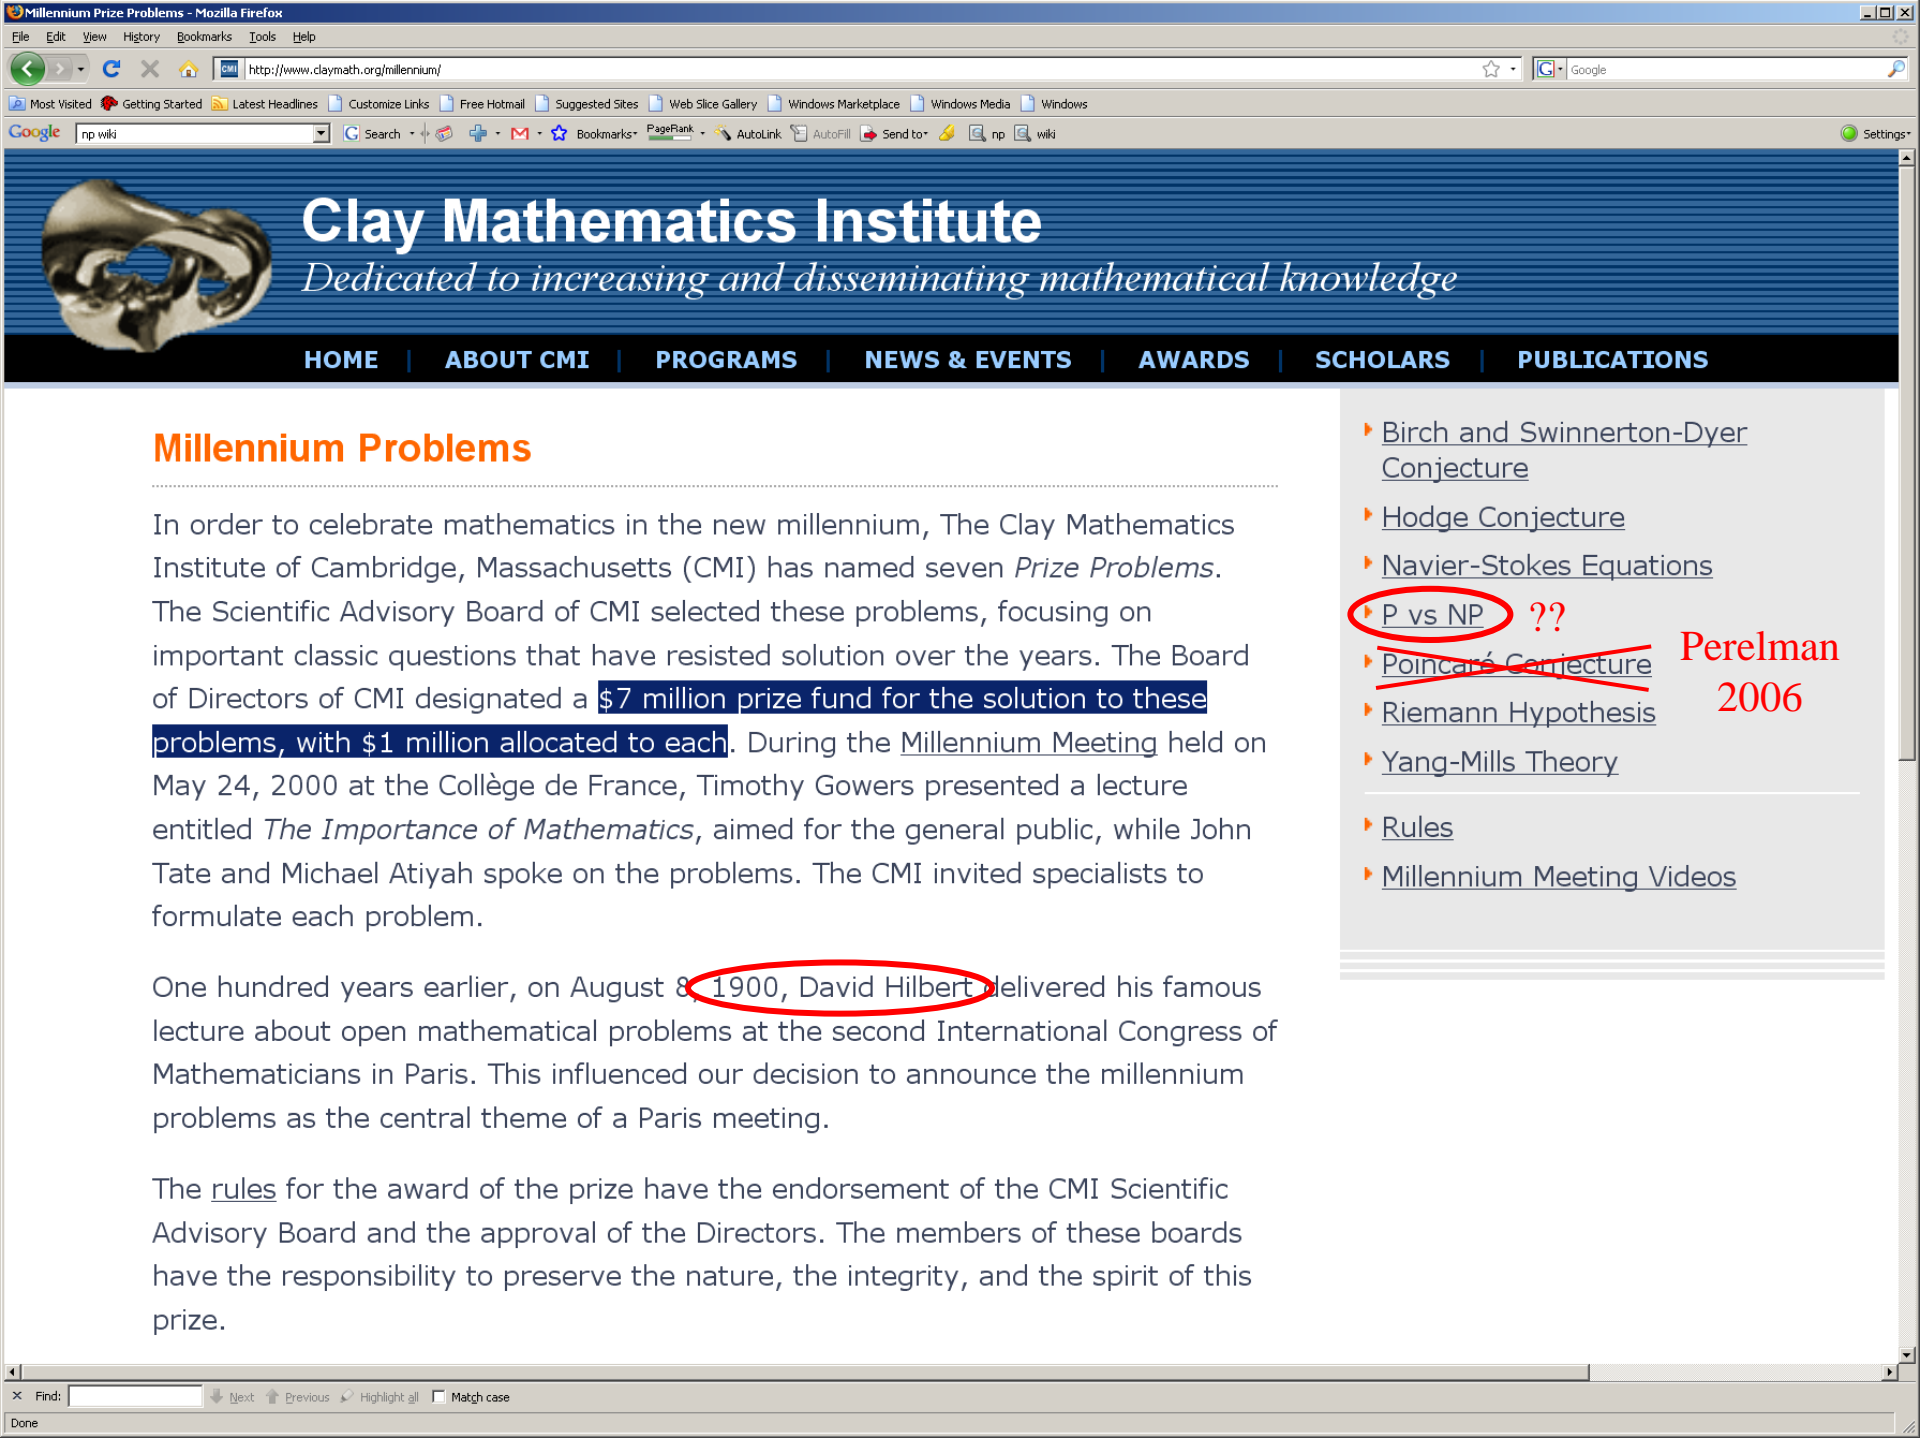 Millennium Prize Problems - Mozilla Firefox
File Edit View History Bookmarks Tools Help
CMI http://www.claymath.org/millennium/ G Google
Most Visited Getting Started Latest Headlines Customize Links Free Hotmail Suggested Sites Web Slice Gallery Windows Marketplace Windows Media Windows
Google np wiki G Search Bookmarks PageRank AutoLink AutoFill Send to np wiki Settings
Clay Mathematics Institute
Dedicated to increasing and disseminating mathematical knowledge
HOME | ABOUT CMI | PROGRAMS | NEWS & EVENTS | AWARDS | SCHOLARS | PUBLICATIONS
Millennium Problems
In order to celebrate mathematics in the new millennium, The Clay Mathematics
Institute of Cambridge, Massachusetts (CMI) has named seven Prize Problems.
The Scientific Advisory Board of CMI selected these problems, focusing on
important classic questions that have resisted solution over the years. The Board
of Directors of CMI designated a $7 million prize fund for the solution to these
problems, with $1 million allocated to each. During the Millennium Meeting held on
May 24, 2000 at the Collège de France, Timothy Gowers presented a lecture
entitled The Importance of Mathematics, aimed for the general public, while John
Tate and Michael Atiyah spoke on the problems. The CMI invited specialists to
formulate each problem.
One hundred years earlier, on August 8, 1900, David Hilbert delivered his famous
lecture about open mathematical problems at the second International Congress of
Mathematicians in Paris. This influenced our decision to announce the millennium
problems as the central theme of a Paris meeting.
The rules for the award of the prize have the endorsement of the CMI Scientific
Advisory Board and the approval of the Directors. The members of these boards
have the responsibility to preserve the nature, the integrity, and the spirit of this
prize.
Birch and Swinnerton-Dyer
Conjecture
Hodge Conjecture
Navier-Stokes Equations
P vs NP ??
Poincaré Conjecture
Perelman
2006
Riemann Hypothesis
Yang-Mills Theory
Rules
Millennium Meeting Videos
Find: Next Previous Highlight all Match case
Done